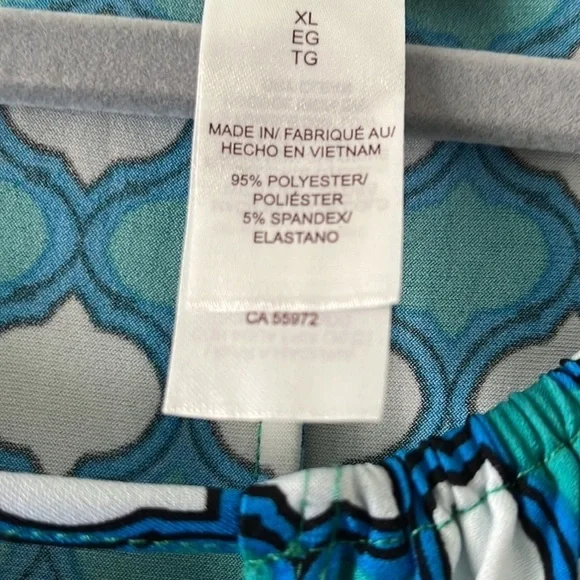 XL
EG
TG
MADE IN/ FABRIQUÉ AU/
HECHO EN VIETNAM
95% POLYESTER/
POLIÉSTER
5% SPANDEX/
ELASTANO
CA 55972